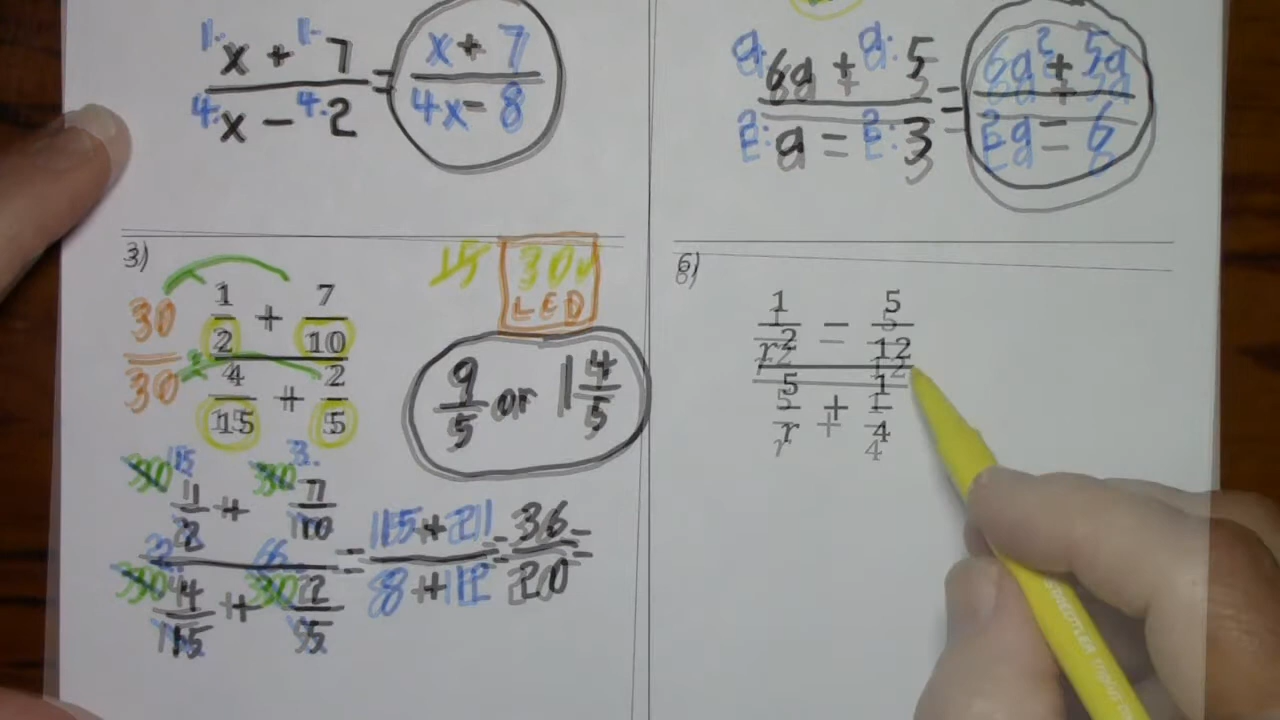 1· x + 1· 7 = x + 7
4· x − 4· 2 = 4x − 8
a· 6a + a· 5 = 6a² + 5a
2· a − 2· 3 = 2a − 6
3)
15 30✓
LCD
30 1/2 + 7/10
30 4/15 + 2/5
9/5 or 1 4/5
30 15 1/2 + 30 3· 7/10 = 15 + 21 = 36 =
30 4/15 + 30 2/5 8 + 12 20
6)
1/r² − 5/12
5/r + 1/4
STAEDTLER